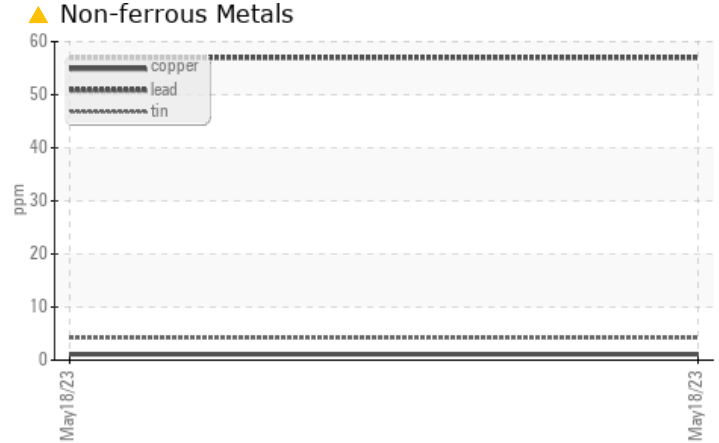 Non-ferrous Metals
60
50
40
30
20
10
0
ppm
copper
lead
tin
May18/23
May18/23